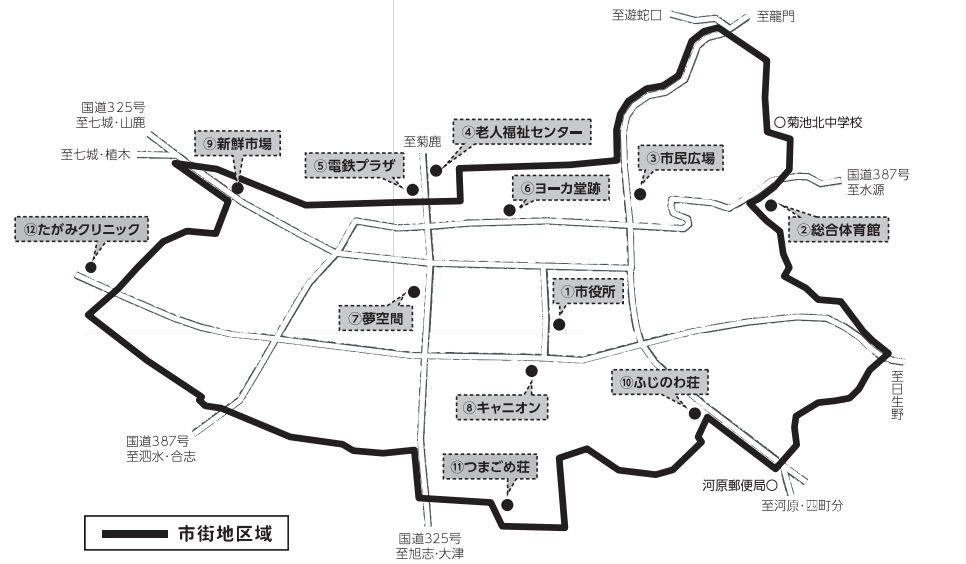 至遊蛇口
至龍門
国道325号
至七城・山鹿
至七城・植木
⑨新鮮市場
至菊鹿
④老人福祉センター
⑤電鉄プラザ
③市民広場
○菊池北中学校
国道387号
至水源
⑥ヨーカ堂跡
②総合体育館
⑫たがみクリニック
①市役所
⑦夢空間
⑩ふじのわ荘
至日生野
⑧キャニオン
国道387号
至泗水・合志
⑪つまごめ荘
河原郵便局○
至河原・四町分
市街地区域
国道325号
至旭志・大津